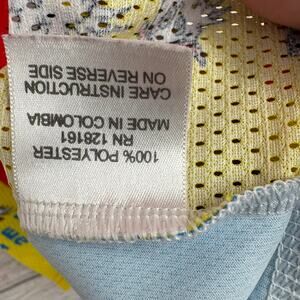 100% POLYESTER
RN 128161
MADE IN COLOMBIA
CARE INSTRUCTION
ON REVERSE SIDE